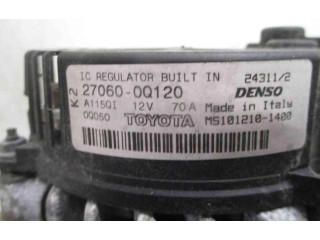 IC REGULATOR BUILT IN 24311/2
K2 27060-0Q120 DENSO
A115QI 12V 70A Made in Italy
0Q050 TOYOTA MS101210-1400